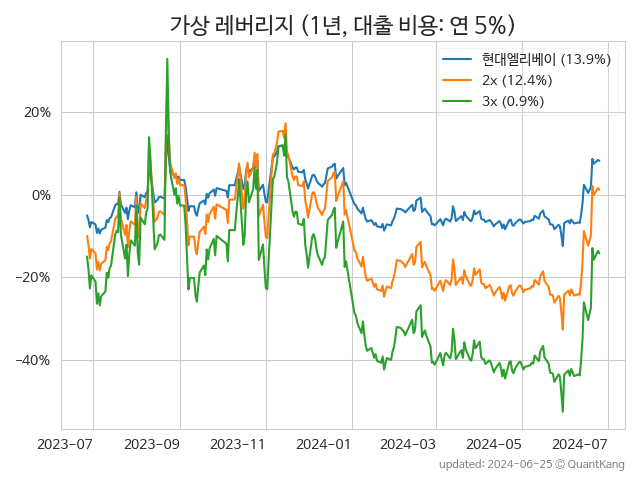 가상 레버리지 (1년, 대출 비용: 연 5%)
현대엘리베이 (13.9%)
2x (12.4%)
3x (0.9%)
20%
0%
−20%
−40%
2023-07 2023-09 2023-11 2024-01 2024-03 2024-05 2024-07
updated: 2024-06-25 © QuantKang